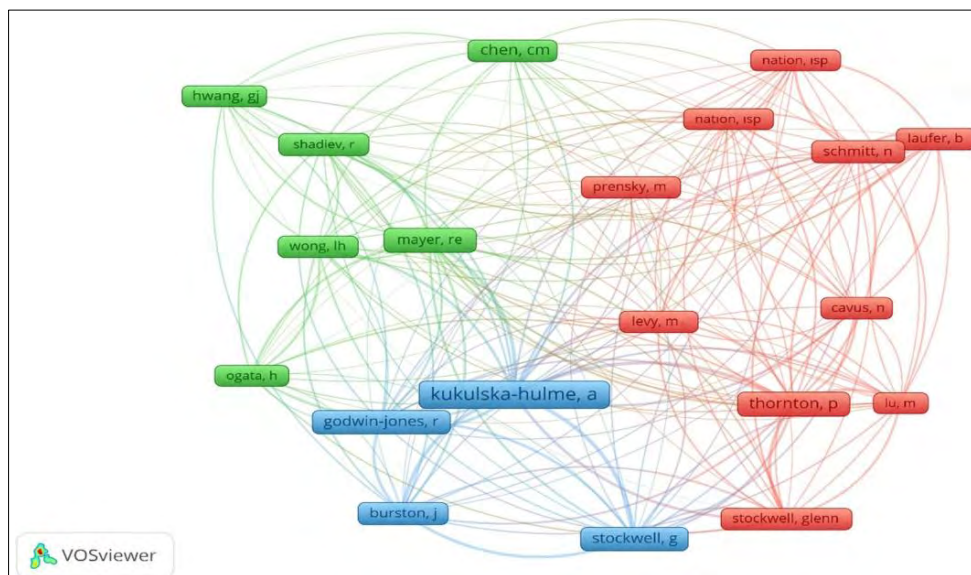 chen, cm
nation, isp
hwang, gj
nation, isp
laufer, b
shadiev, r
schmitt, n
prensky, m
mayer, re
wong, lh
cavus, n
levy, m
ogata, h
kukulska-hulme, a
thornton, p
lu, m
godwin-jones, r
burston, j
stockwell, glenn
stockwell, g
VOSviewer